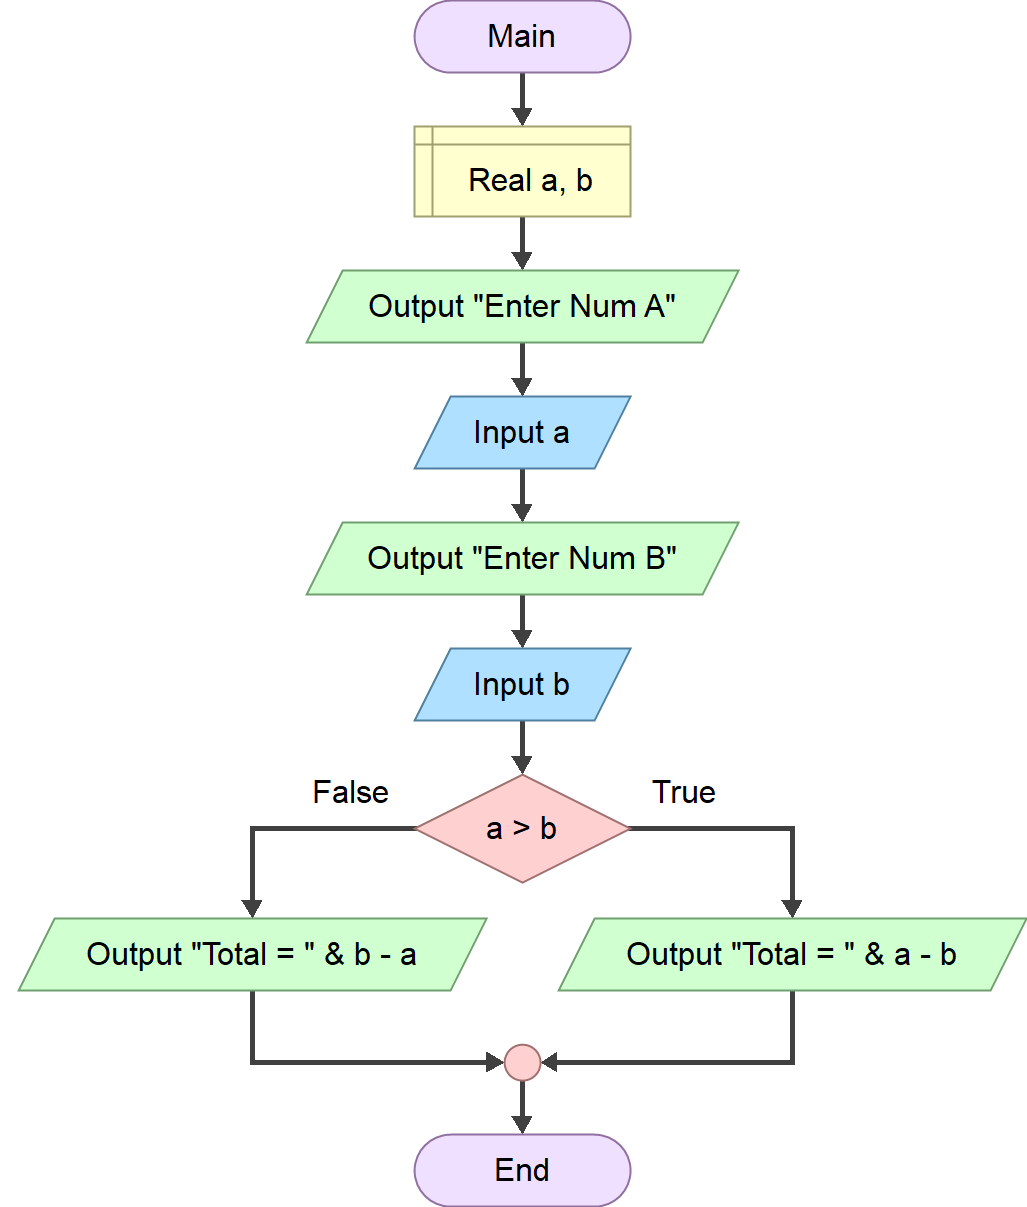 Main
Real a, b
Output "Enter Num A"
Input a
Output "Enter Num B"
Input b
False
True
a > b
Output "Total = " & b - a
Output "Total = " & a - b
End